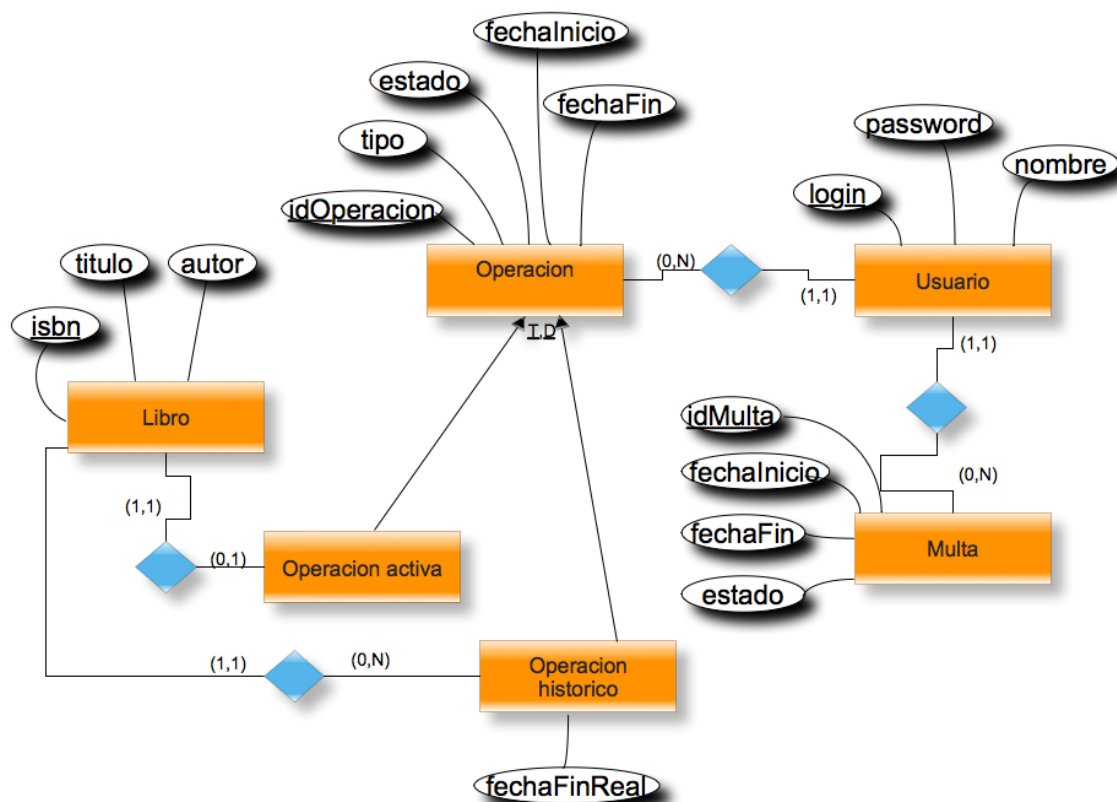 fechaInicio
estado
fechaFin
tipo
password
nombre
idOperacion
login
titulo
autor
Operacion
(0,N)
(1,1)
Usuario
isbn
T,D
(1,1)
Libro
idMulta
fechaInicio
(0,N)
(1,1)
fechaFin
Multa
(0,1)
Operacion activa
estado
(1,1)
(0,N)
Operacion
historico
fechaFinReal